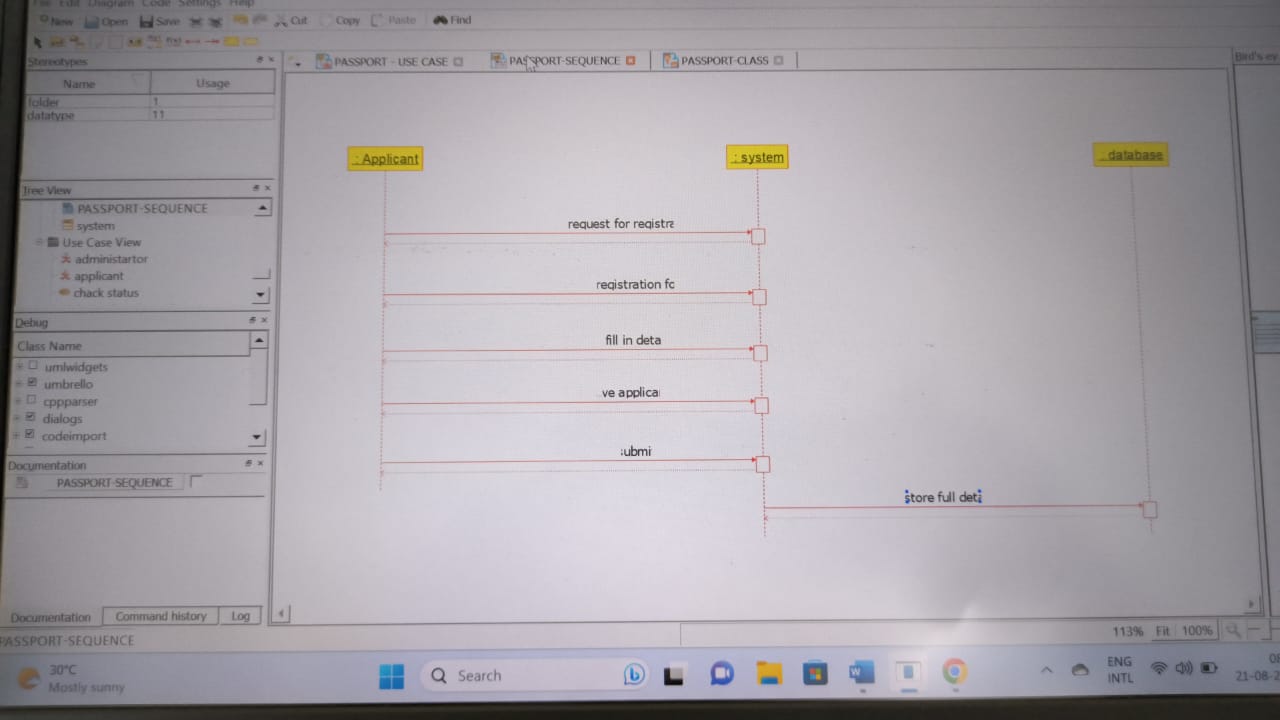 File Edit Diagram Code Settings Help
New Open Save Cut Copy Paste Find
Stereotypes
Name Usage
folder 1
datatype 11
Tree View
PASSPORT-SEQUENCE
system
Use Case View
administartor
applicant
chack status
Debug
Class Name
umlwidgets
umbrello
cppparser
dialogs
codeimport
Documentation
PASSPORT-SEQUENCE
Documentation Command history Log
PASSPORT-SEQUENCE
PASSPORT - USE CASE PASSPORT-SEQUENCE PASSPORT-CLASS
Bird's ey
: Applicant
: system
: database
request for registra
registration fo
fill in deta
ve applica
submi
store full deta
113% Fit 100%
30°C
Mostly sunny
Search
ENG
INTL
21-08-2